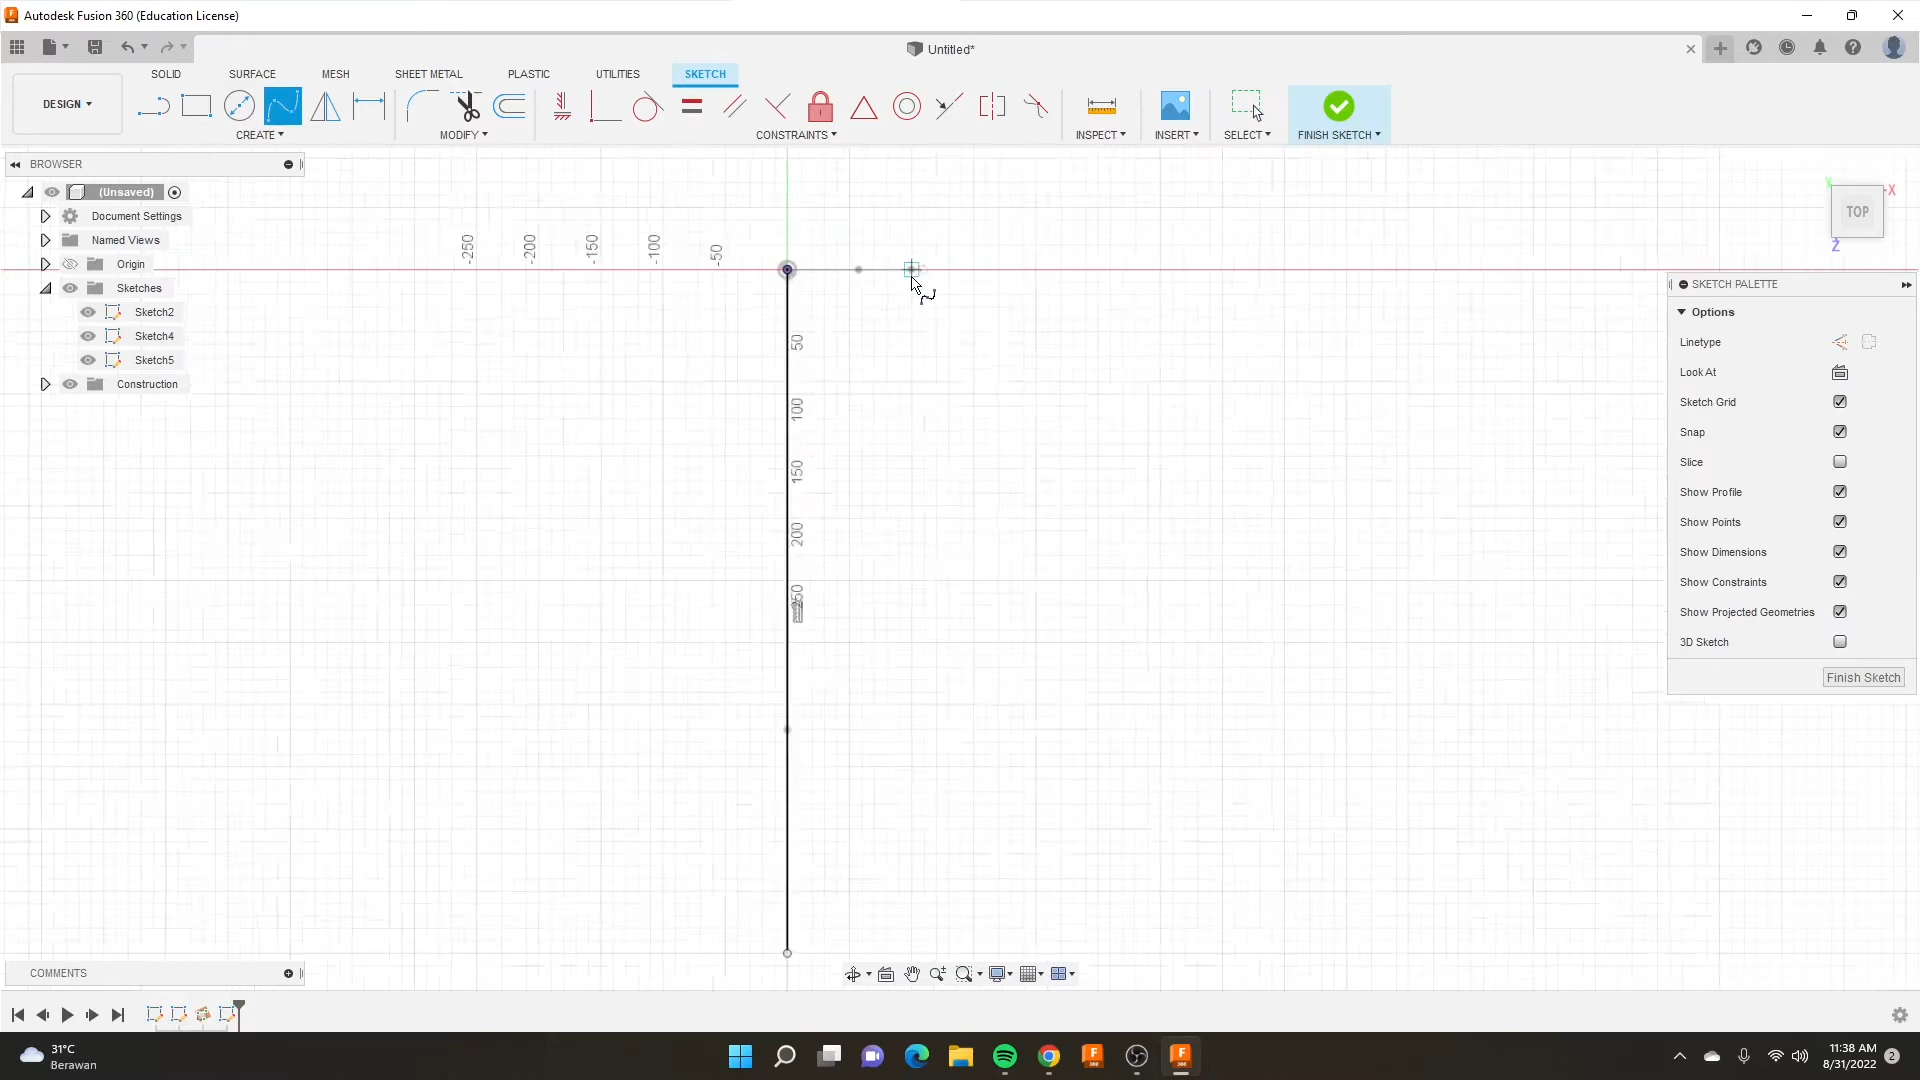 Autodesk Fusion 360 (Education License)
Untitled*
SOLID
SURFACE
MESH
SHEET METAL
PLASTIC
UTILITIES
SKETCH
DESIGN
CREATE
MODIFY
CONSTRAINTS
INSPECT
INSERT
SELECT
FINISH SKETCH
BROWSER
(Unsaved)
Document Settings
Named Views
Origin
Sketches
Sketch2
Sketch4
Sketch5
Construction
-250
-200
-150
-100
-50
50
100
150
200
250
Y
-X
TOP
Z
SKETCH PALETTE
Options
Linetype
Look At
Sketch Grid
Snap
Slice
Show Profile
Show Points
Show Dimensions
Show Constraints
Show Projected Geometries
3D Sketch
Finish Sketch
COMMENTS
31°C
Berawan
11:38 AM
8/31/2022
2